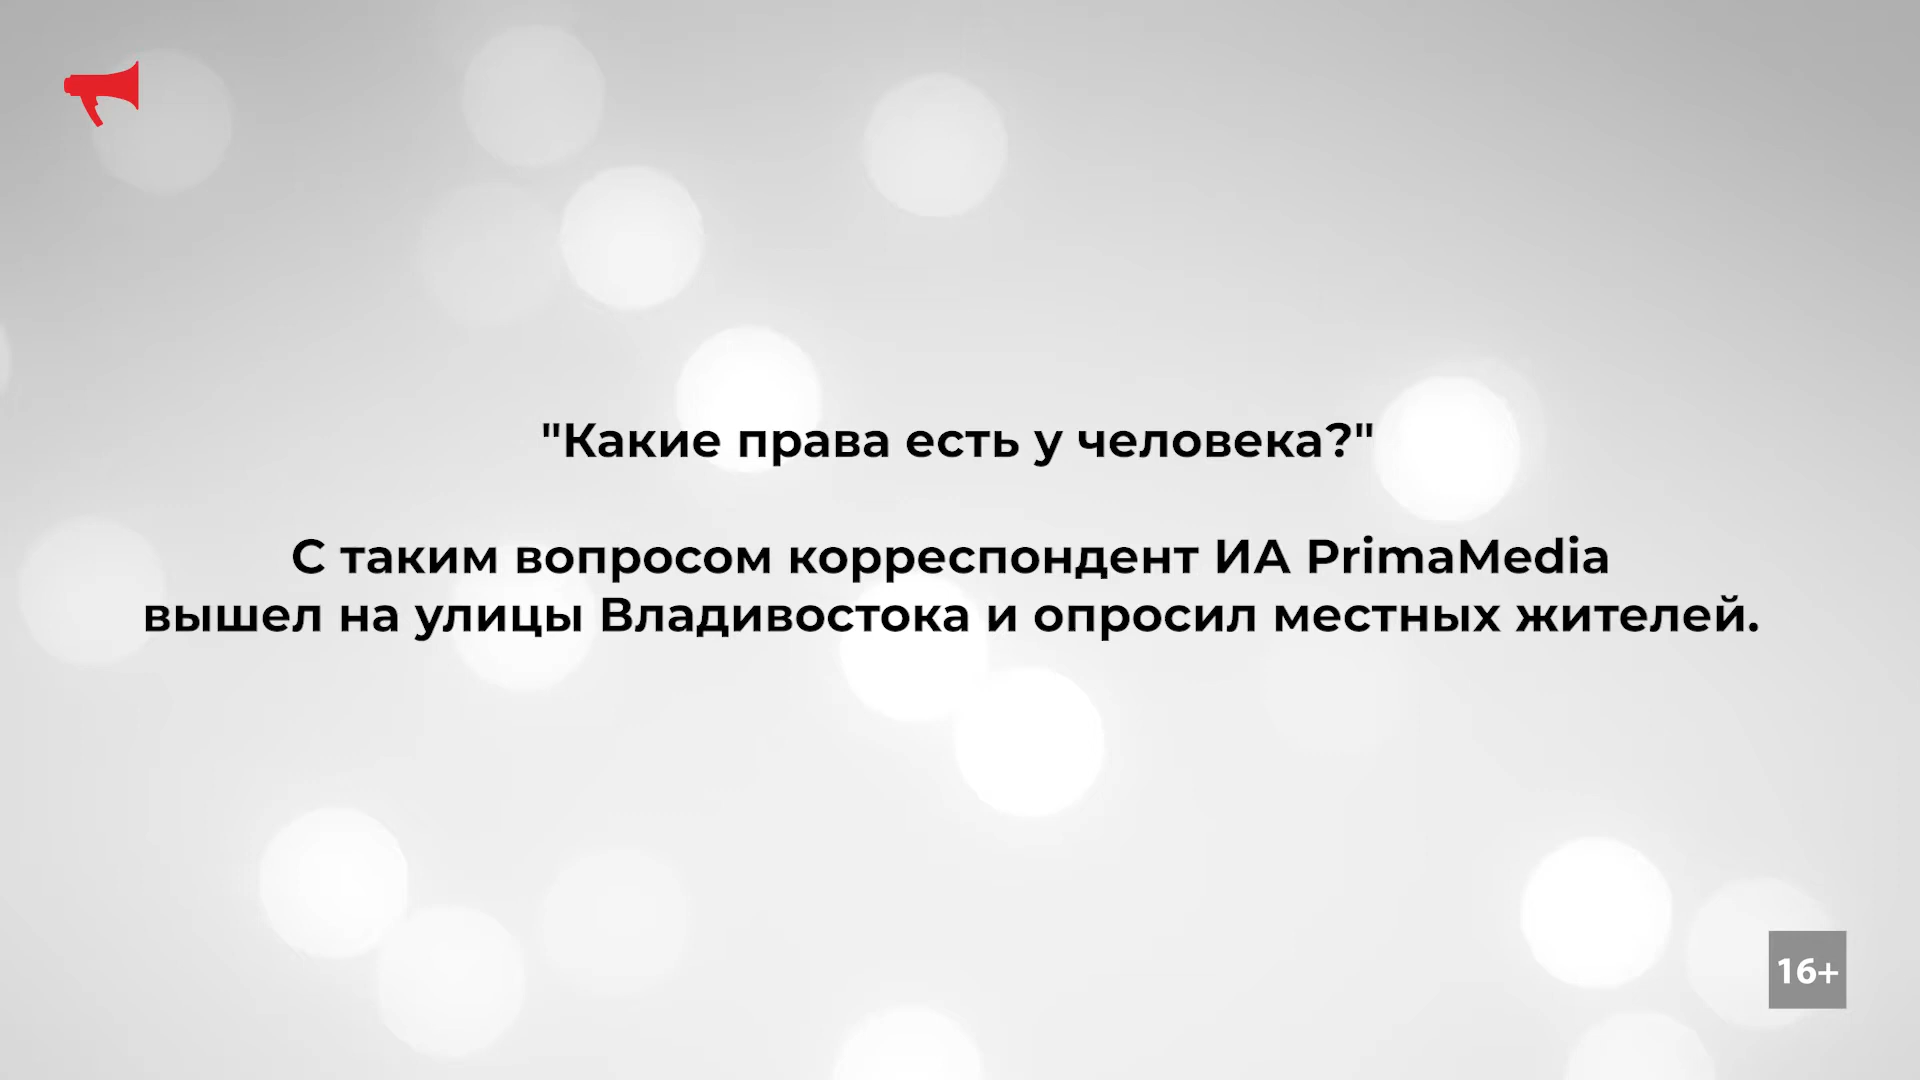 "Какие права есть у человека?"
С таким вопросом корреспондент ИА PrimaMedia
вышел на улицы Владивостока и опросил местных жителей.
16+